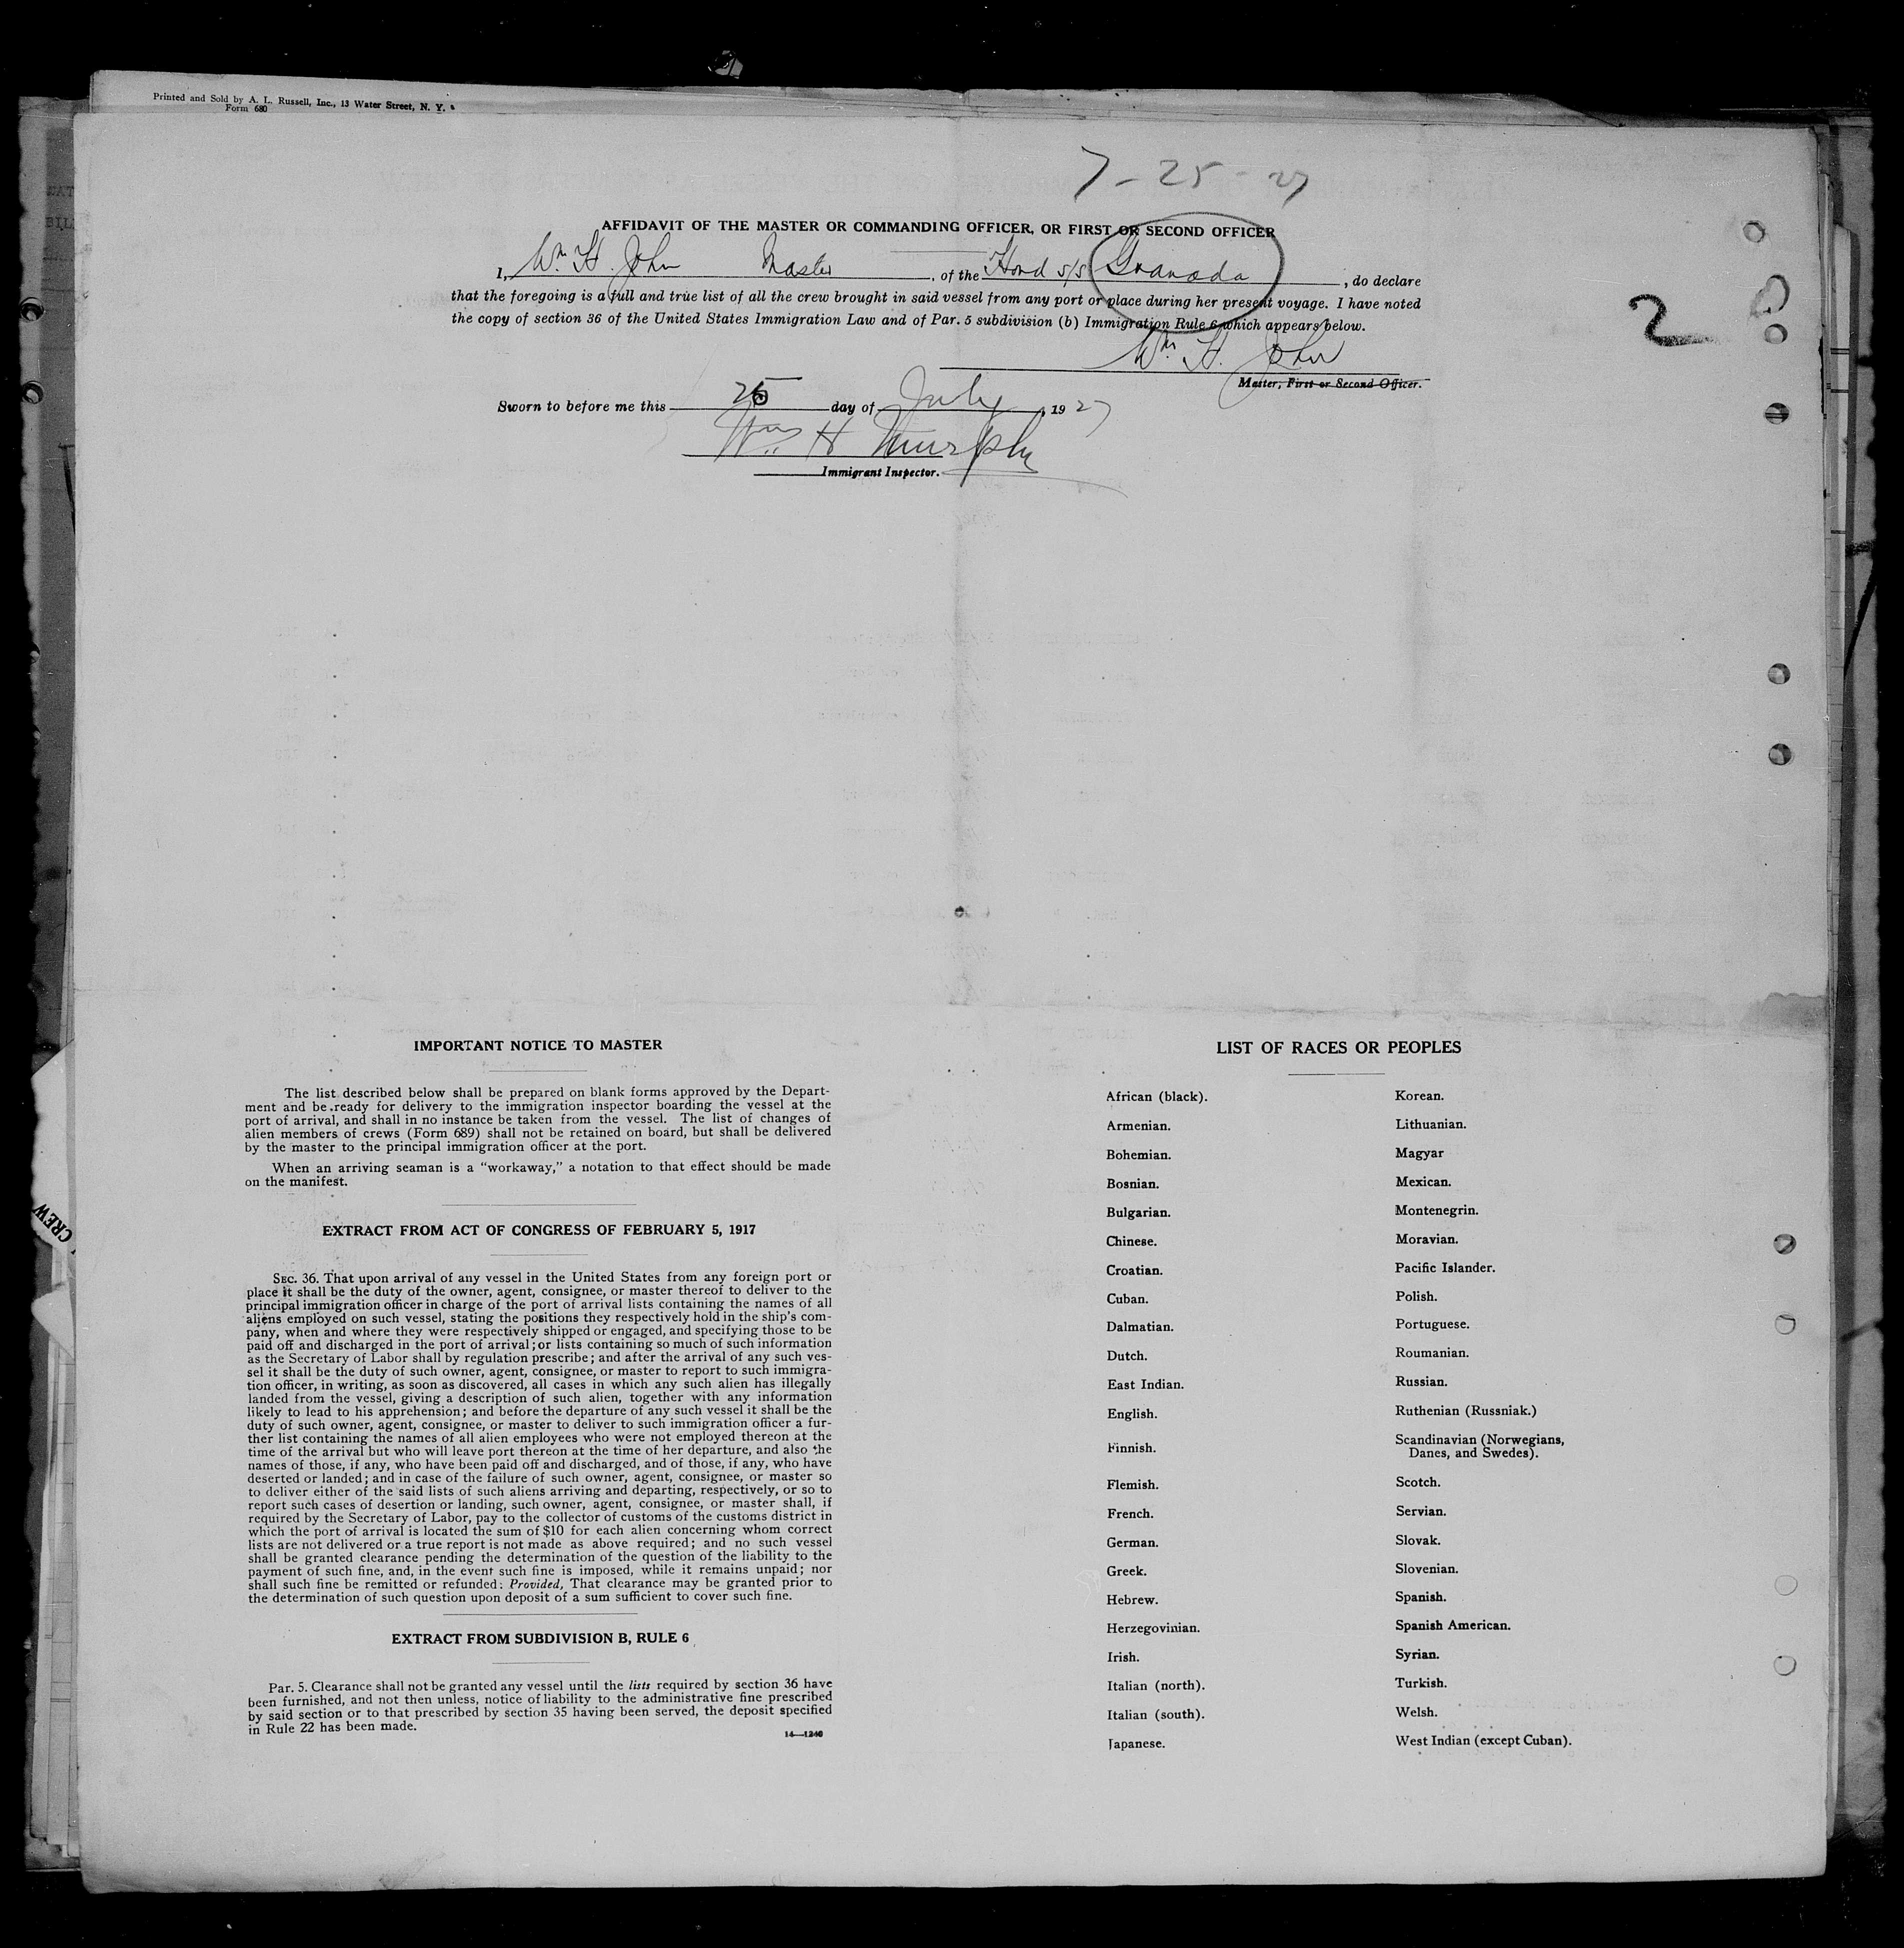 Printed and Sold by A. L. Russell, Inc., 13 Water Street, N. Y.
Form 680
7-25-27
AFFIDAVIT OF THE MASTER OR COMMANDING OFFICER, OR FIRST OR SECOND OFFICER
I, Wm H. John Master, of the Hond s/s Granada, do declare
that the foregoing is a full and true list of all the crew brought in said vessel from any port or place during her present voyage. I have noted
the copy of section 36 of the United States Immigration Law and of Par. 5 subdivision (b) Immigration Rule 6 which appears below.
2
Wm H. John
Master, First or Second Officer.
Sworn to before me this 25 day of July, 1927
Wm H Murphy
Immigrant Inspector.
IMPORTANT NOTICE TO MASTER
The list described below shall be prepared on blank forms approved by the Depart-
ment and be ready for delivery to the immigration inspector boarding the vessel at the
port of arrival, and shall in no instance be taken from the vessel. The list of changes of
alien members of crews (Form 689) shall not be retained on board, but shall be delivered
by the master to the principal immigration officer at the port.
When an arriving seaman is a "workaway," a notation to that effect should be made
on the manifest.
CREW
EXTRACT FROM ACT OF CONGRESS OF FEBRUARY 5, 1917
SEC. 36. That upon arrival of any vessel in the United States from any foreign port or
place it shall be the duty of the owner, agent, consignee, or master thereof to deliver to the
principal immigration officer in charge of the port of arrival lists containing the names of all
aliens employed on such vessel, stating the positions they respectively hold in the ship's com-
pany, when and where they were respectively shipped or engaged, and specifying those to be
paid off and discharged in the port of arrival; or lists containing so much of such information
as the Secretary of Labor shall by regulation prescribe; and after the arrival of any such ves-
sel it shall be the duty of such owner, agent, consignee, or master to report to such immigra-
tion officer, in writing, as soon as discovered, all cases in which any such alien has illegally
landed from the vessel, giving a description of such alien, together with any information
likely to lead to his apprehension; and before the departure of any such vessel it shall be the
duty of such owner, agent, consignee, or master to deliver to such immigration officer a fur-
ther list containing the names of all alien employees who were not employed thereon at the
time of the arrival but who will leave port thereon at the time of her departure, and also the
names of those, if any, who have been paid off and discharged, and of those, if any, who have
deserted or landed; and in case of the failure of such owner, agent, consignee, or master so
to deliver either of the said lists of such aliens arriving and departing, respectively, or so to
report such cases of desertion or landing, such owner, agent, consignee, or master shall, if
required by the Secretary of Labor, pay to the collector of customs of the customs district in
which the port of arrival is located the sum of $10 for each alien concerning whom correct
lists are not delivered or a true report is not made as above required; and no such vessel
shall be granted clearance pending the determination of the question of the liability to the
payment of such fine, and, in the event such fine is imposed, while it remains unpaid; nor
shall such fine be remitted or refunded: Provided, That clearance may be granted prior to
the determination of such question upon deposit of a sum sufficient to cover such fine.
EXTRACT FROM SUBDIVISION B, RULE 6
Par. 5. Clearance shall not be granted any vessel until the lists required by section 36 have
been furnished, and not then unless, notice of liability to the administrative fine prescribed
by said section or to that prescribed by section 35 having been served, the deposit specified
in Rule 22 has been made.
14—1240
LIST OF RACES OR PEOPLES
African (black).
Armenian.
Bohemian.
Bosnian.
Bulgarian.
Chinese.
Croatian.
Cuban.
Dalmatian.
Dutch.
East Indian.
English.
Finnish.
Flemish.
French.
German.
Greek.
Hebrew.
Herzegovinian.
Irish.
Italian (north).
Italian (south).
Japanese.
Korean.
Lithuanian.
Magyar
Mexican.
Montenegrin.
Moravian.
Pacific Islander.
Polish.
Portuguese.
Roumanian.
Russian.
Ruthenian (Russniak.)
Scandinavian (Norwegians,
Danes, and Swedes).
Scotch.
Servian.
Slovak.
Slovenian.
Spanish.
Spanish American.
Syrian.
Turkish.
Welsh.
West Indian (except Cuban).